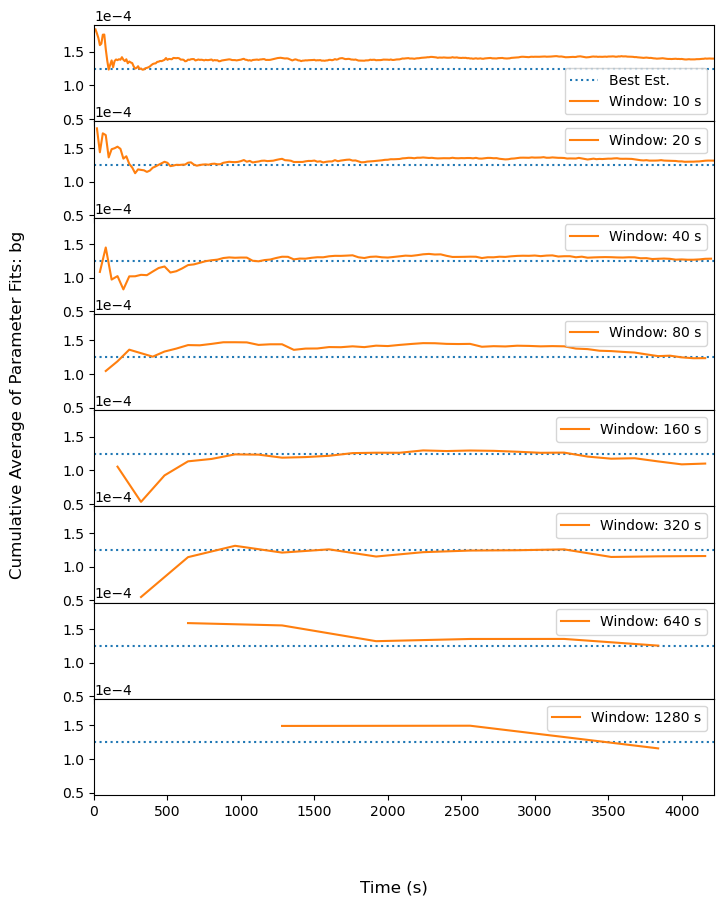 1e−4
1.5
1.0
0.5
Best Est.
Window: 10 s
1e−4
1.5
1.0
0.5
Window: 20 s
1e−4
1.5
1.0
0.5
Window: 40 s
1e−4
1.5
1.0
0.5
Window: 80 s
1e−4
1.5
1.0
0.5
Window: 160 s
1e−4
1.5
1.0
0.5
Window: 320 s
1e−4
1.5
1.0
0.5
Window: 640 s
1e−4
1.5
1.0
0.5
Window: 1280 s
0 500 1000 1500 2000 2500 3000 3500 4000
Time (s)
Cumulative Average of Parameter Fits: bg